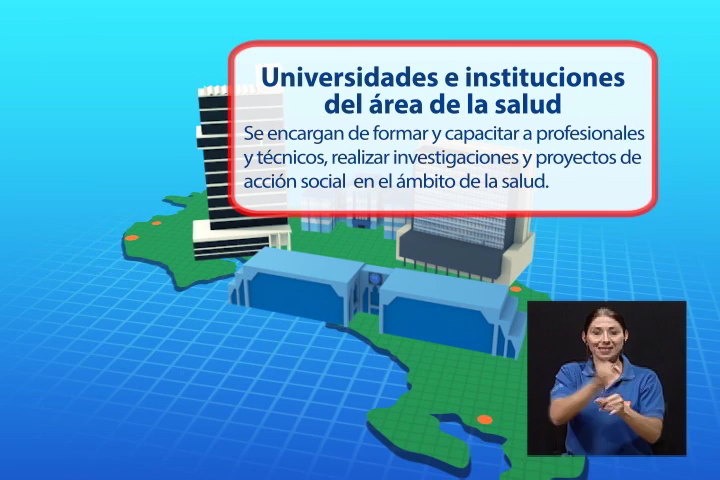 Universidades e instituciones
del área de la salud
Se encargan de formar y capacitar a profesionales
y técnicos, realizar investigaciones y proyectos de
acción social en el ámbito de la salud.